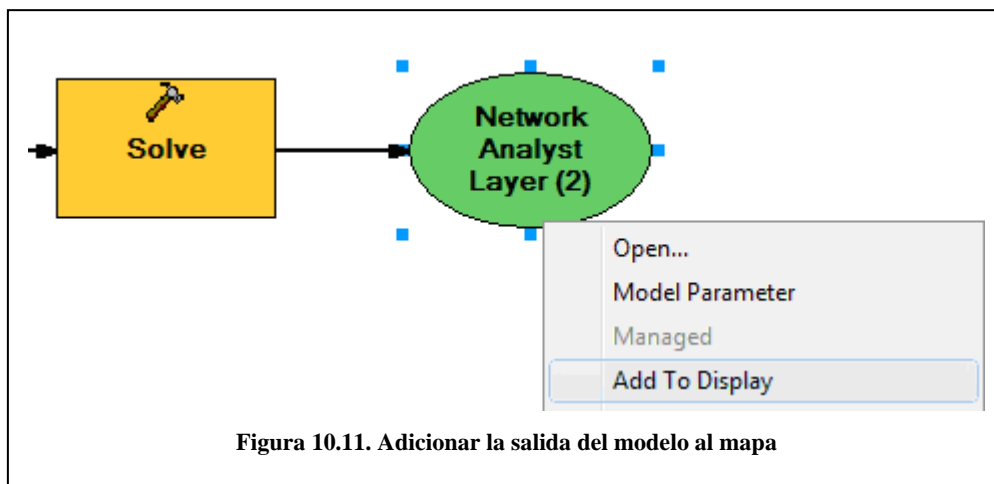 Solve
Network
Analyst
Layer (2)
Open...
Model Parameter
Managed
Add To Display
Figura 10.11. Adicionar la salida del modelo al mapa